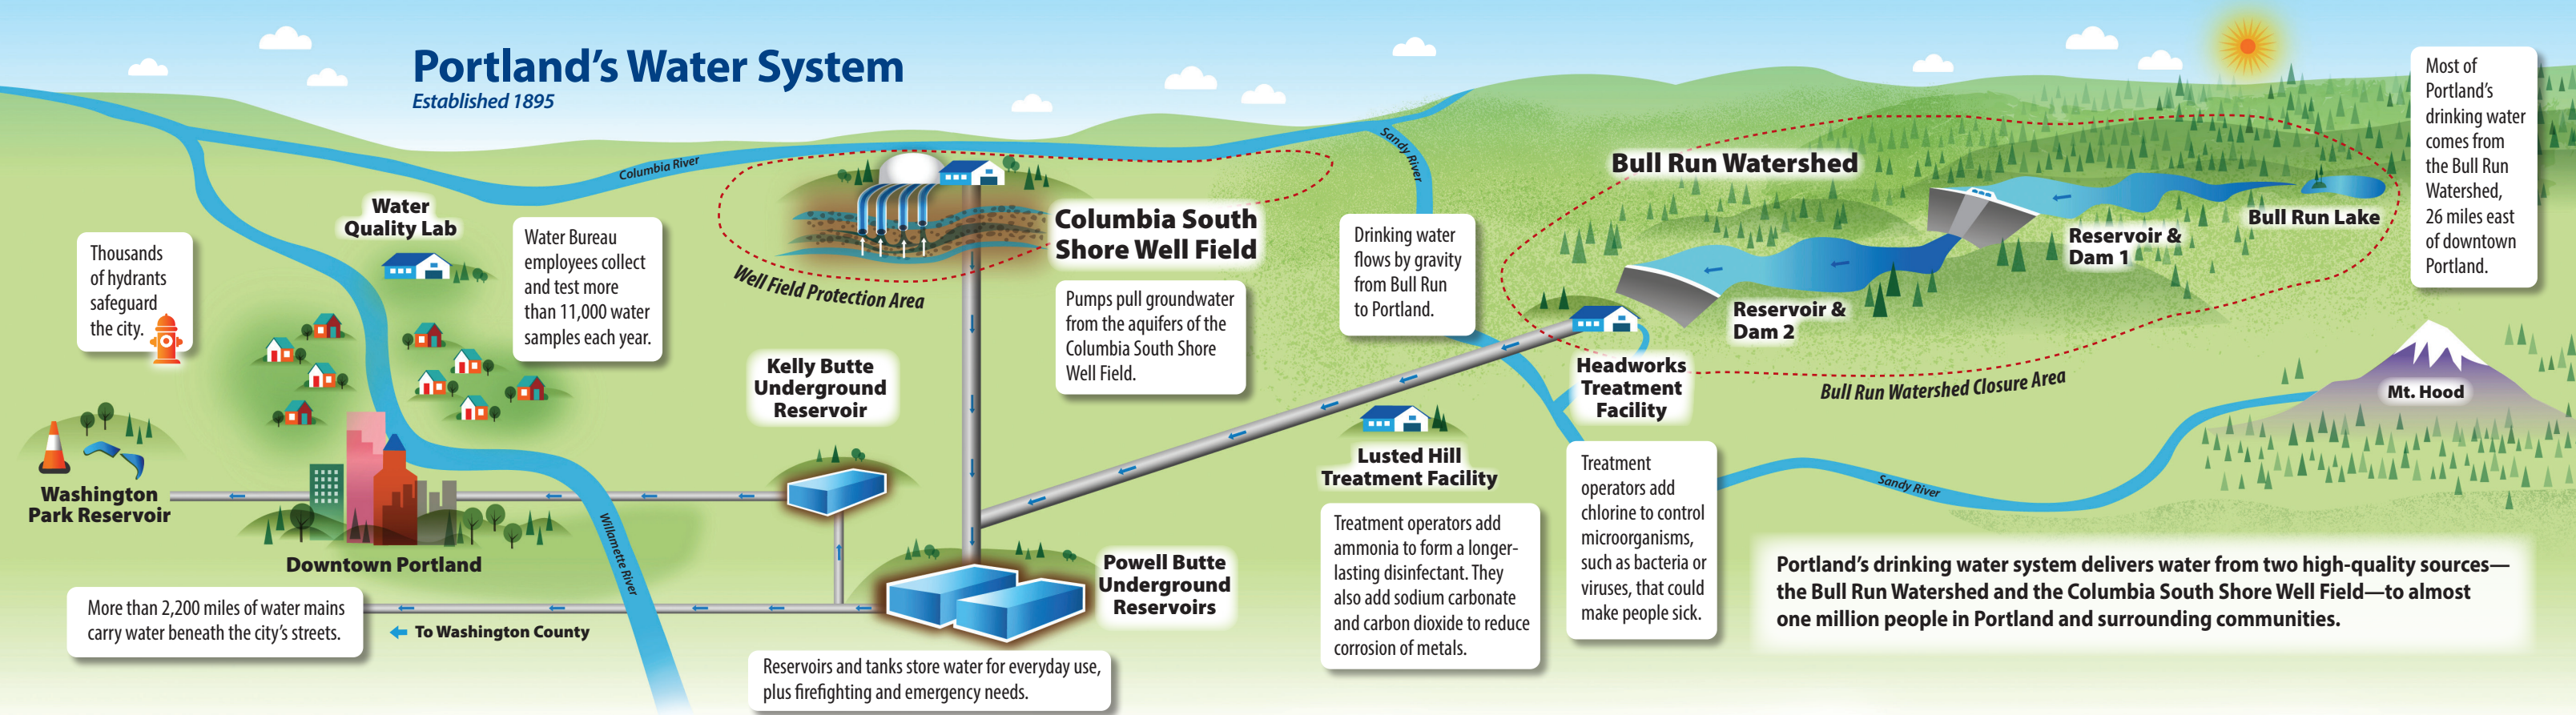 Portland's Water System
Established 1895
Thousands
of hydrants
safeguard
the city.
Water
Quality Lab
Water Bureau
employees collect
and test more
than 11,000 water
samples each year.
Columbia River
Well Field Protection Area
Columbia South
Shore Well Field
Pumps pull groundwater
from the aquifers of the
Columbia South Shore
Well Field.
Kelly Butte
Underground
Reservoir
Sandy River
Drinking water
flows by gravity
from Bull Run
to Portland.
Bull Run Watershed
Bull Run Lake
Reservoir &
Dam 1
Reservoir &
Dam 2
Most of
Portland's
drinking water
comes from
the Bull Run
Watershed,
26 miles east
of downtown
Portland.
Headworks
Treatment
Facility
Bull Run Watershed Closure Area
Mt. Hood
Lusted Hill
Treatment Facility
Treatment operators add
ammonia to form a longer-
lasting disinfectant. They
also add sodium carbonate
and carbon dioxide to reduce
corrosion of metals.
Treatment
operators add
chlorine to control
microorganisms,
such as bacteria or
viruses, that could
make people sick.
Sandy River
Washington
Park Reservoir
Downtown Portland
Willamette River
Powell Butte
Underground
Reservoirs
More than 2,200 miles of water mains
carry water beneath the city's streets.
To Washington County
Reservoirs and tanks store water for everyday use,
plus firefighting and emergency needs.
Portland's drinking water system delivers water from two high-quality sources—
the Bull Run Watershed and the Columbia South Shore Well Field—to almost
one million people in Portland and surrounding communities.